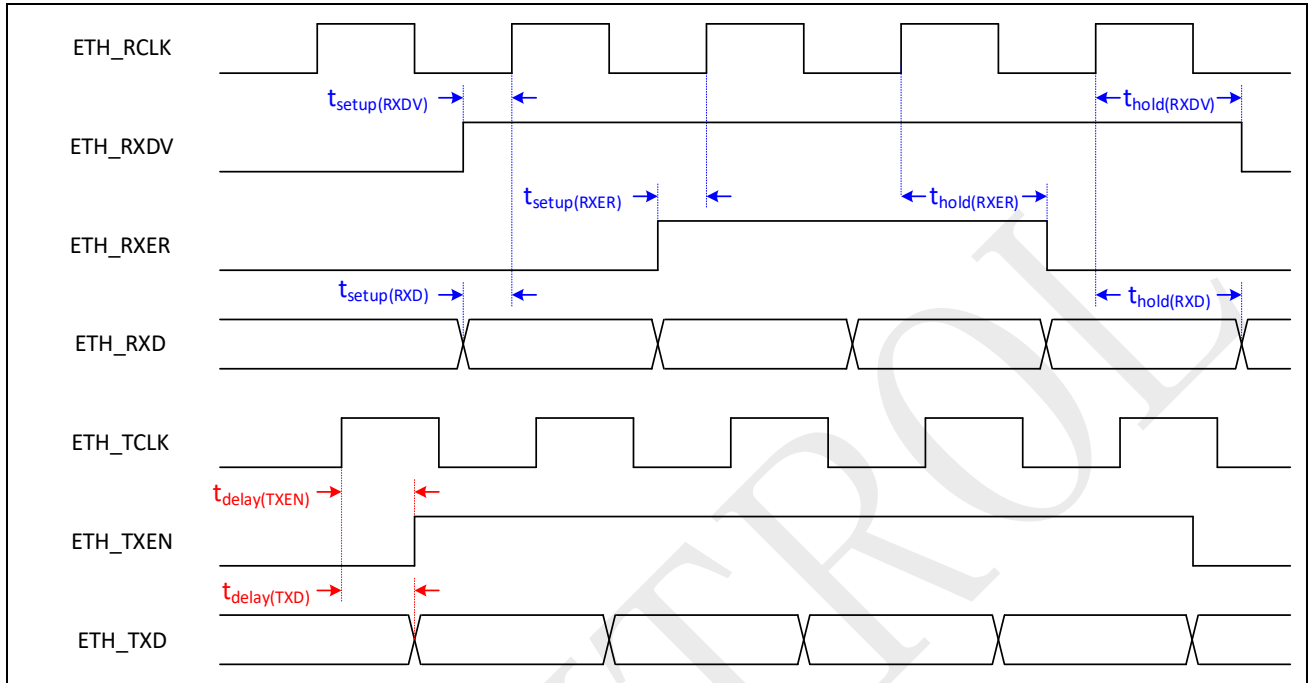 ETH_RCLK
tsetup(RXDV)
thold(RXDV)
ETH_RXDV
tsetup(RXER)
thold(RXER)
ETH_RXER
tsetup(RXD)
thold(RXD)
ETH_RXD
ETH_TCLK
tdelay(TXEN)
ETH_TXEN
tdelay(TXD)
ETH_TXD
TROL